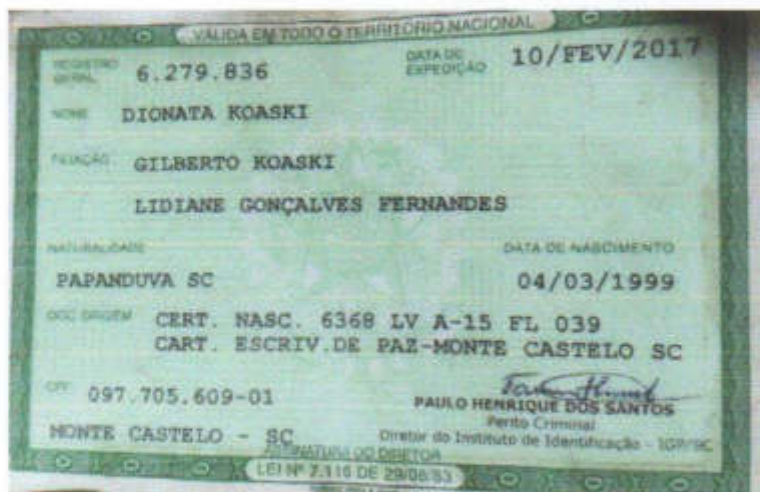 VÁLIDA EM TODO O TERRITÓRIO NACIONAL
REGISTRO GERAL 6.279.836 DATA DE EXPEDIÇÃO 10/FEV/2017
NOME DIONATA KOASKI
FILIAÇÃO GILBERTO KOASKI
LIDIANE GONÇALVES FERNANDES
NATURALIDADE DATA DE NASCIMENTO
PAPANDUVA SC 04/03/1999
DOC ORIGEM CERT. NASC. 6368 LV A-15 FL 039
CART. ESCRIV.DE PAZ-MONTE CASTELO SC
CPF 097.705.609-01
PAULO HENRIQUE DOS SANTOS
Perito Criminal
MONTE CASTELO - SC Diretor do Instituto de Identificação - IGP/SC
ASSINATURA DO DIRETOR
LEI Nº 7.116 DE 29/08/83